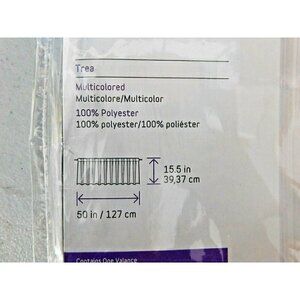 Trea
Multicolored
Multicolore/Multicolor
100% Polyester
100% polyester/100% poliéster
15.5 in
39,37 cm
50 in / 127 cm
Contains One Valance